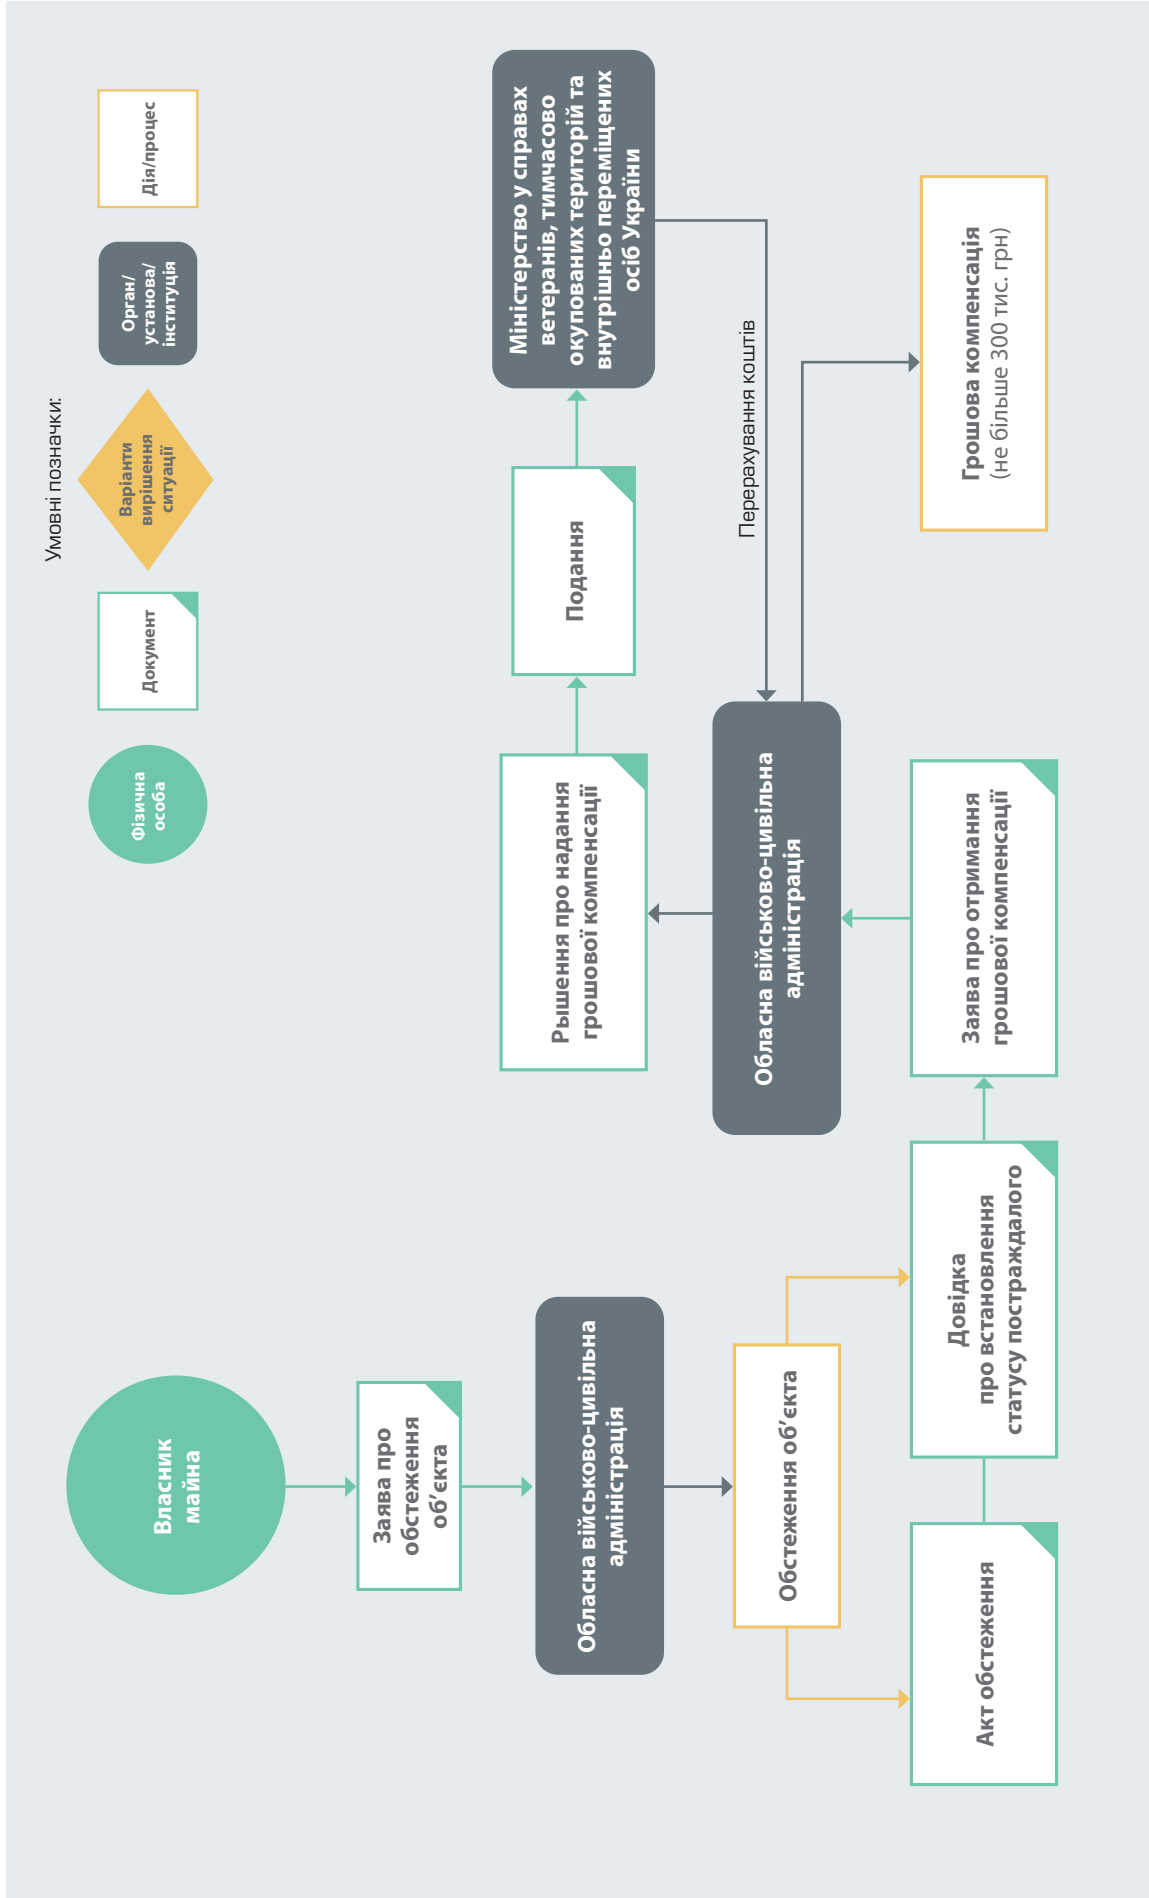 Умовні позначки:
Фізична
особа
Документ
Варіанти
вирішення
ситуації
Орган/
установа/
інституція
Дія/процес
Власник
майна
Заява про
обстеження
об’єкта
Обласна військово-цивільна
адміністрація
Обстеження об’єкта
Акт обстеження
Довідка
про встановлення
статусу постраждалого
Заява про отримання
грошової компенсації
Обласна військово-цивільна
адміністрація
Рышення про надання
грошової компенсації
Подання
Міністерство у справах
ветеранів, тимчасово
окупованих територій та
внутрішньо переміщених
осіб України
Перерахування коштів
Грошова компенсація
(не більше 300 тис. грн)